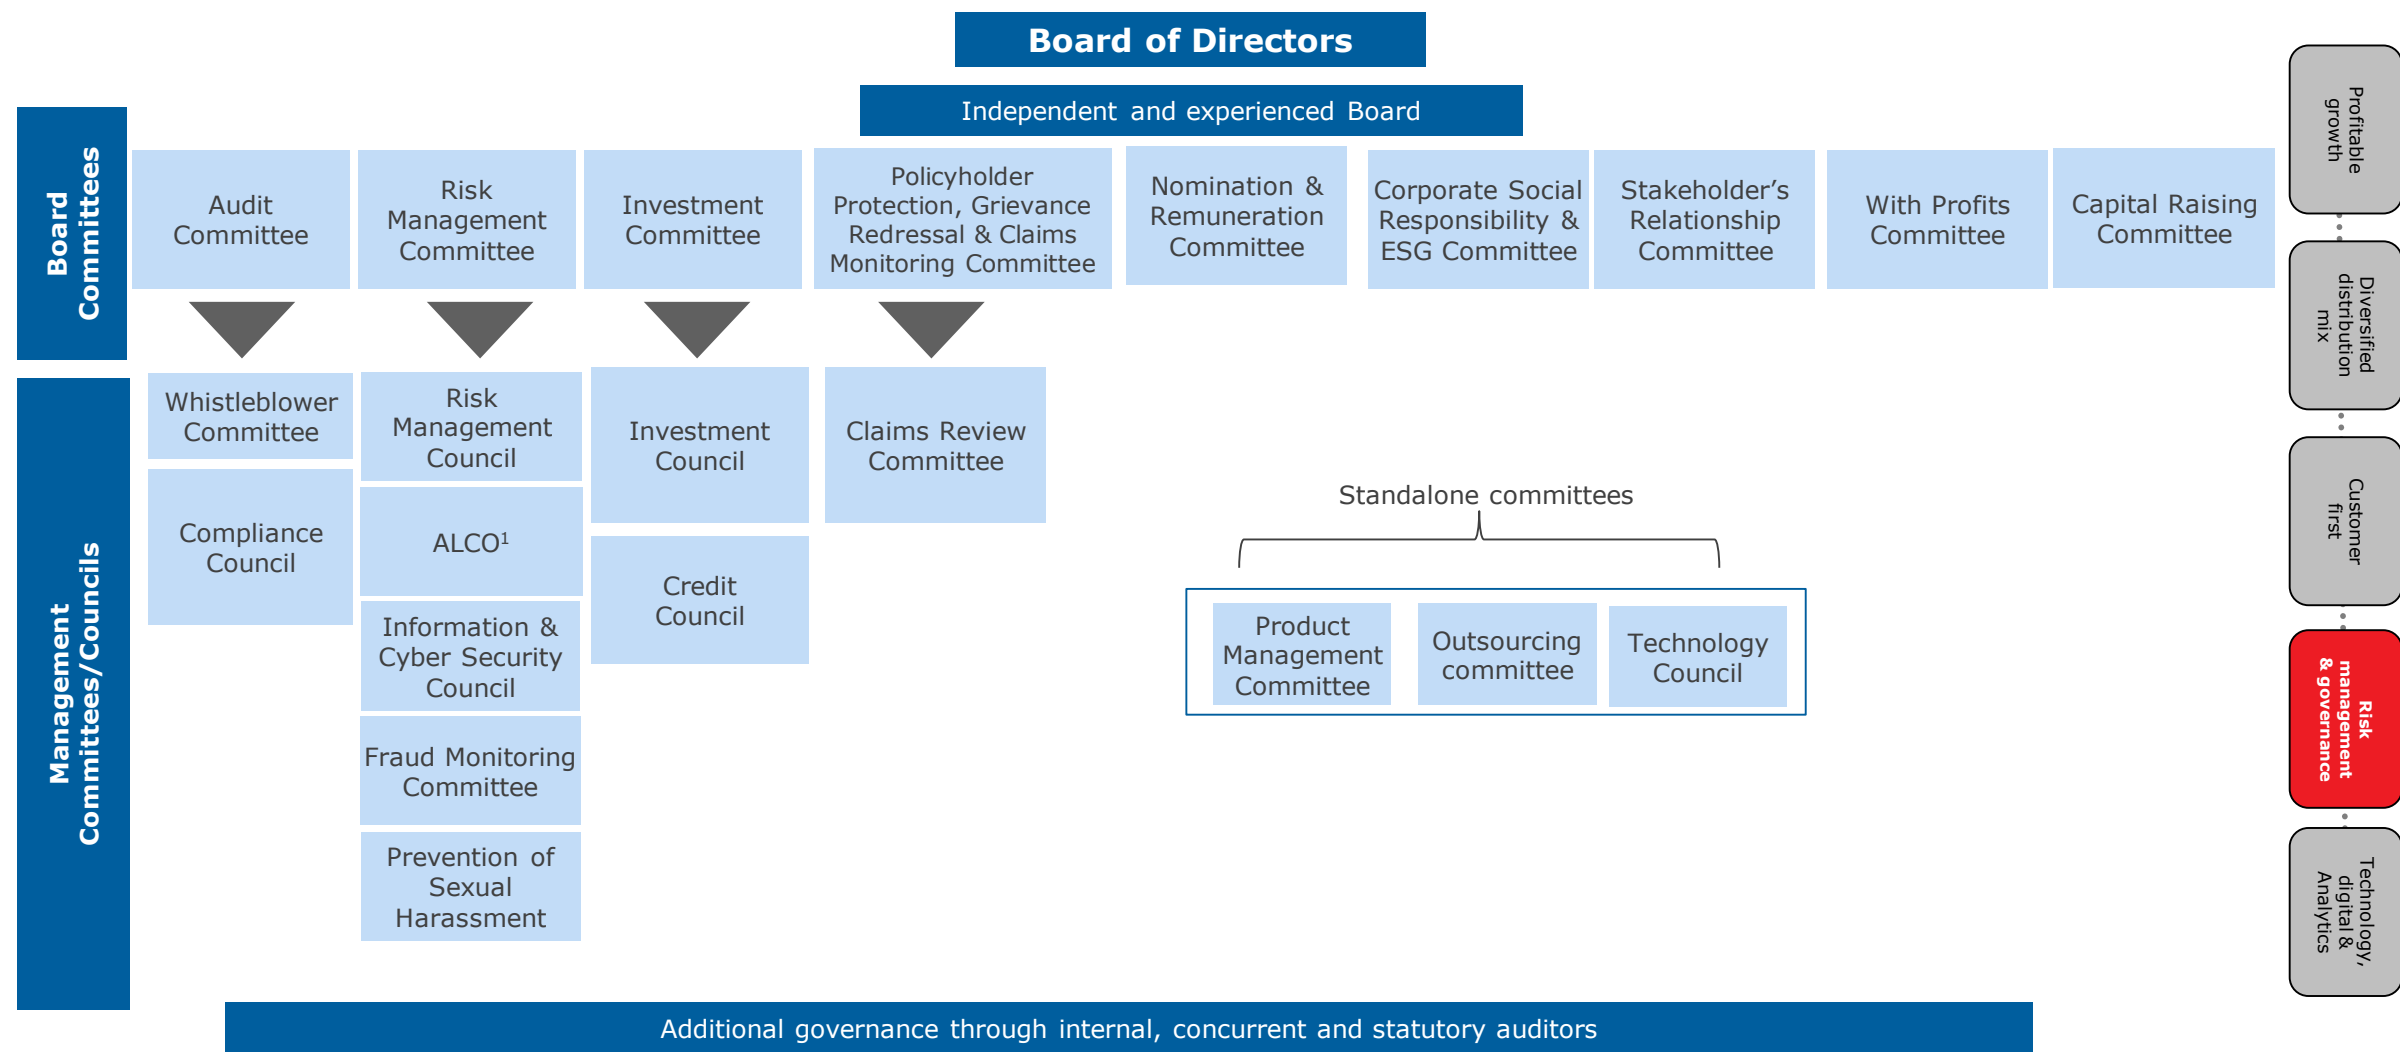 Board of Directors
Independent and experienced Board
Board
Committees
Audit
Committee
Risk
Management
Committee
Investment
Committee
Policyholder
Protection, Grievance
Redressal & Claims
Monitoring Committee
Nomination &
Remuneration
Committee
Corporate Social
Responsibility &
ESG Committee
Stakeholder’s
Relationship
Committee
With Profits
Committee
Capital Raising
Committee
Management
Committees/Councils
Whistleblower
Committee
Compliance
Council
Risk
Management
Council
ALCO¹
Information &
Cyber Security
Council
Fraud Monitoring
Committee
Prevention of
Sexual
Harassment
Investment
Council
Credit
Council
Claims Review
Committee
Standalone committees
Product
Management
Committee
Outsourcing
committee
Technology
Council
Additional governance through internal, concurrent and statutory auditors
Profitable
growth
Diversified
distribution
mix
Customer
first
Risk
management
& governance
Technology,
digital &
Analytics